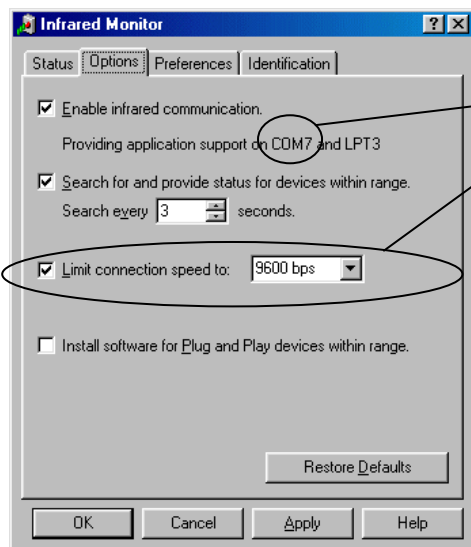 Infrared Monitor
Status Options Preferences Identification
Enable infrared communication.
Providing application support on COM7 and LPT3
Search for and provide status for devices within range.
Search every 3 seconds.
Limit connection speed to: 9600 bps
Install software for Plug and Play devices within range.
Restore Defaults
OK Cancel Apply Help